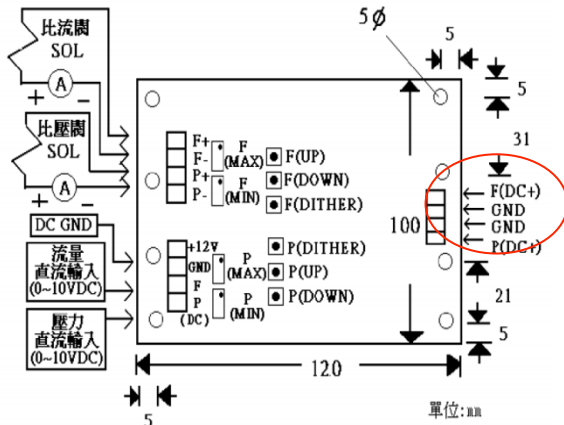 比流閥
SOL
A
+ -
比壓閥
SOL
A
+ -
DC GND
流量
直流輸入
(0~10VDC)
壓力
直流輸入
(0~10VDC)
F+
F-
P+
P-
F
(MAX)
F
(MIN)
F(UP)
F(DOWN)
F(DITHER)
+12V
GND
F
P
(DC)
P
(MAX)
P
(MIN)
P(DITHER)
P(UP)
P(DOWN)
5ϕ
5
5
31
F(DC+)
GND
GND
P(DC+)
100
21
5
120
5
單位:mm